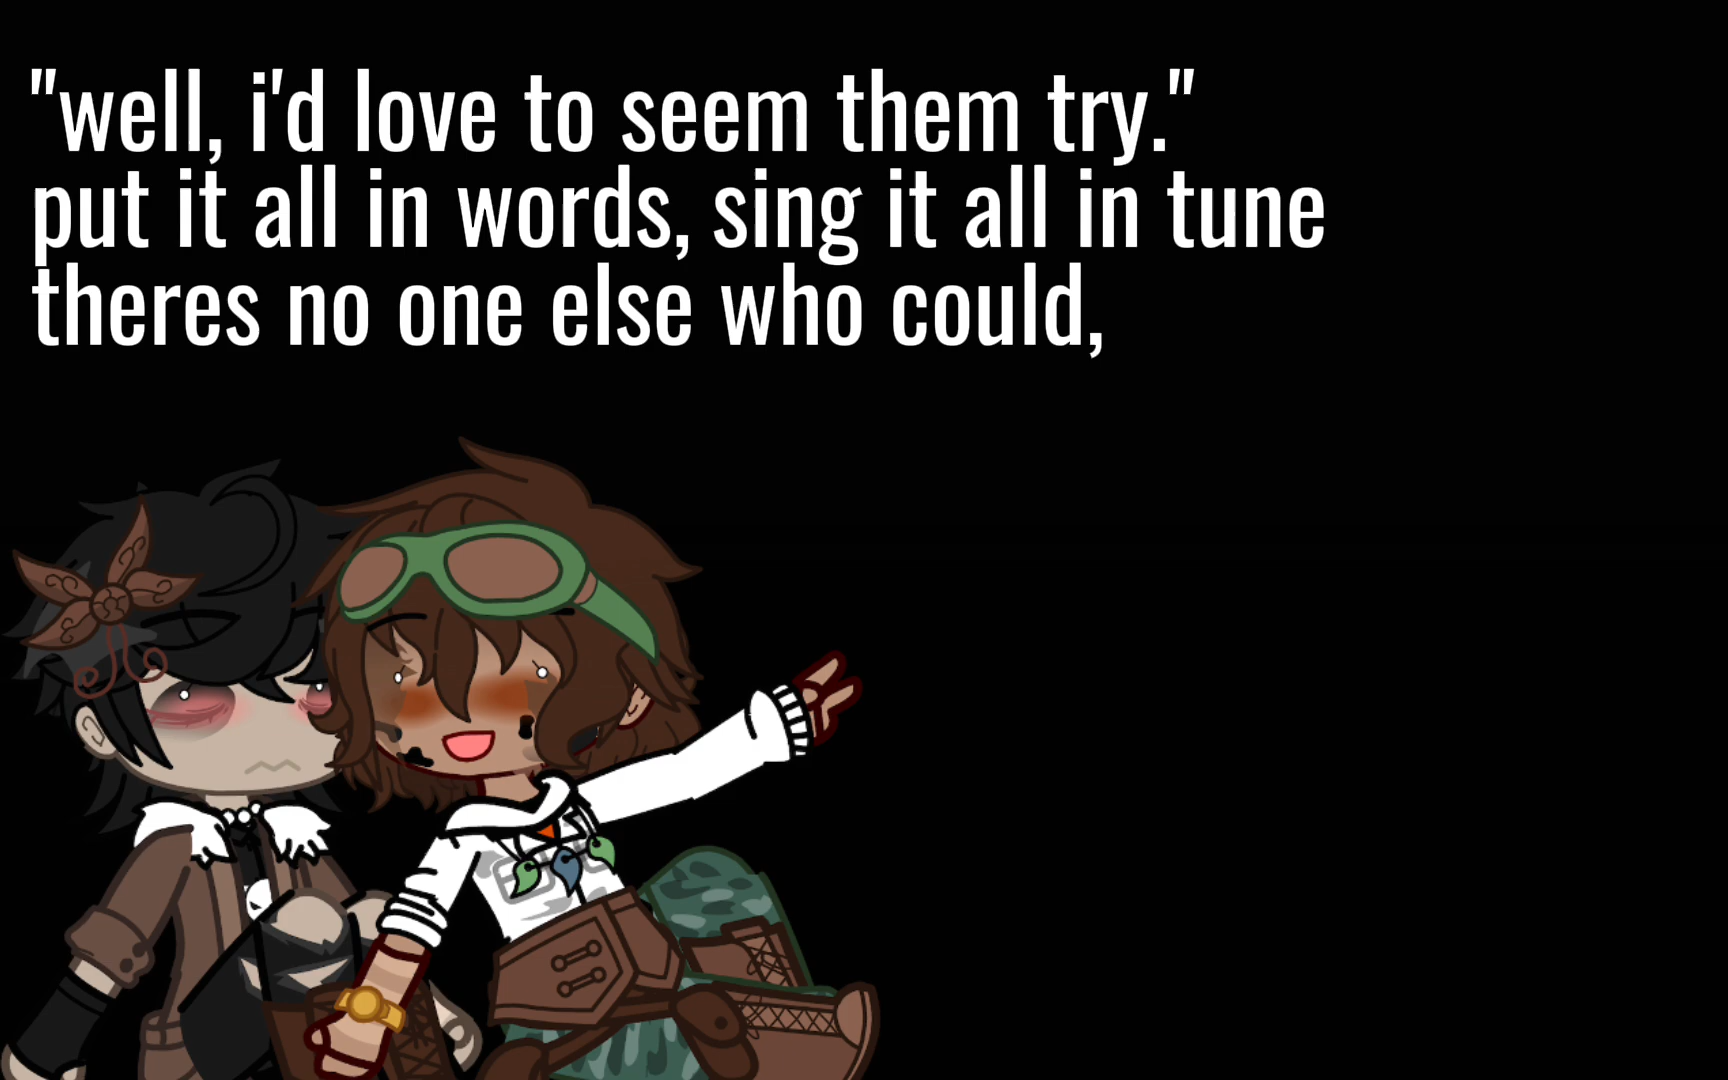 "well, i'd love to seem them try."
put it all in words, sing it all in tune
theres no one else who could,